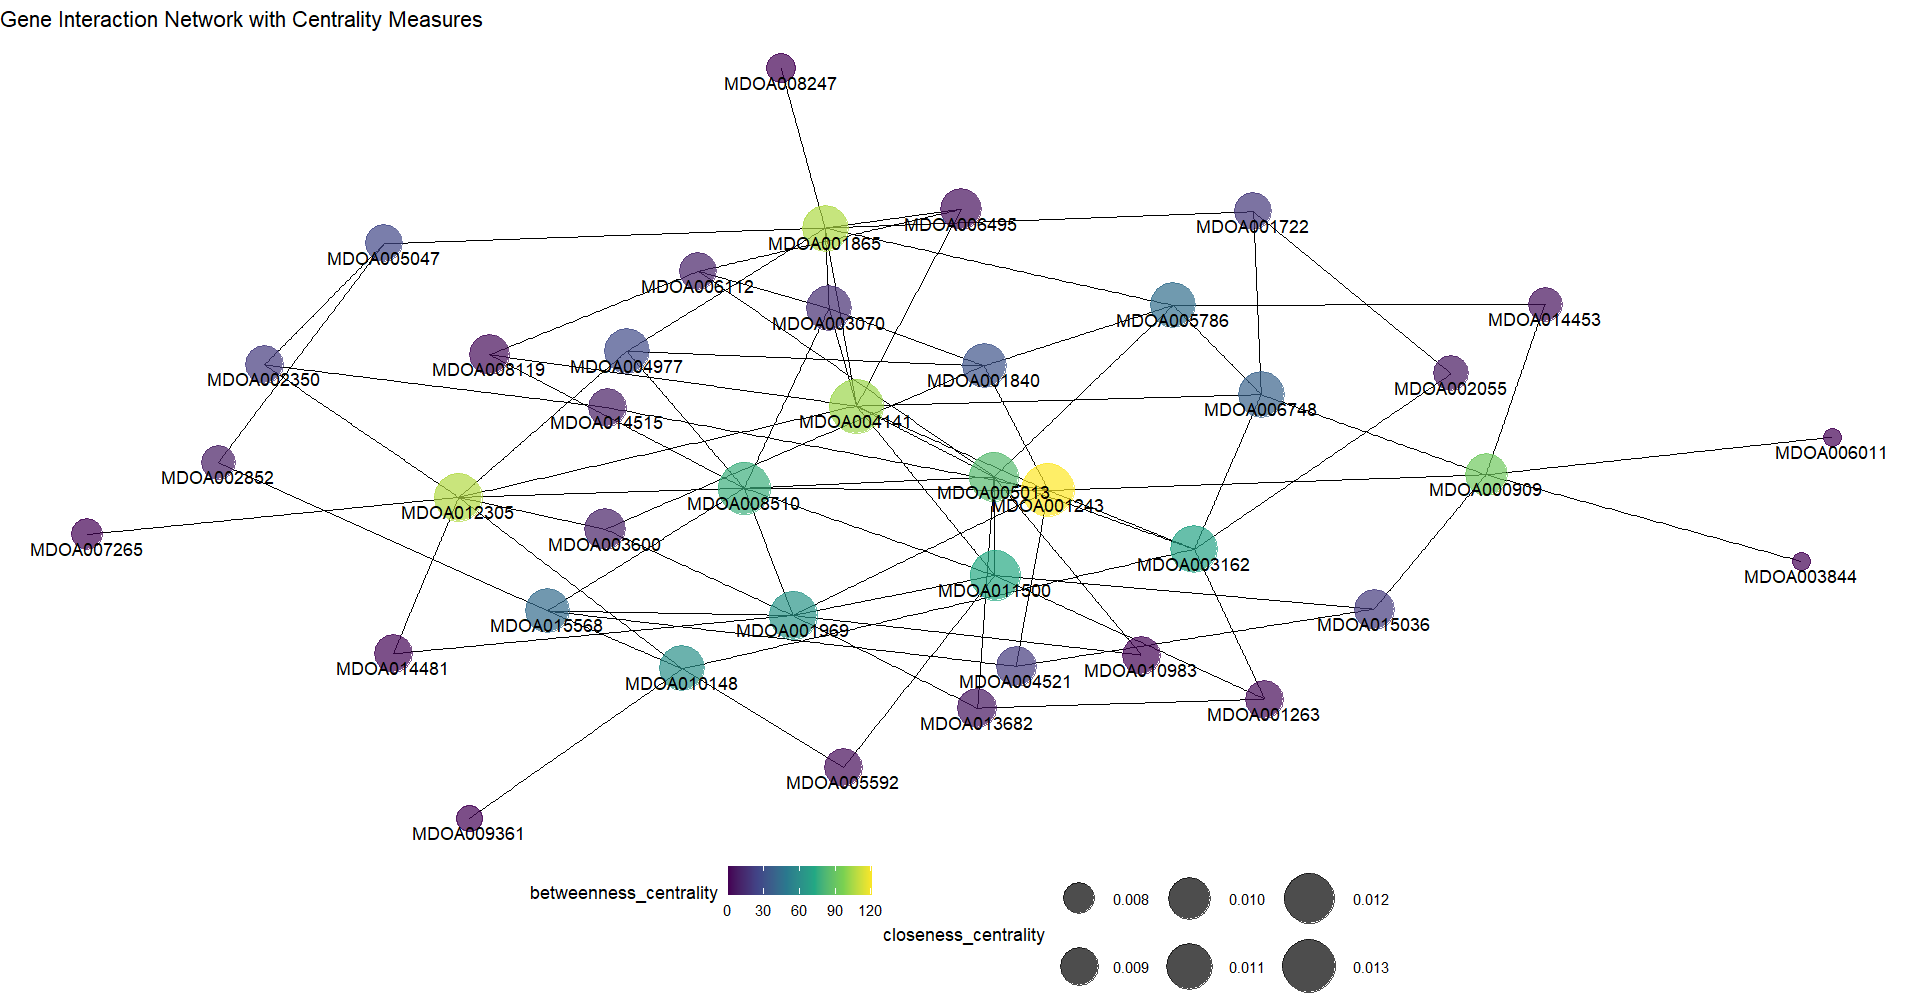 Gene Interaction Network with Centrality Measures
MDOA008247
MDOA006495
MDOA001722
MDOA001865
MDOA005047
MDOA006112
MDOA003070
MDOA005786
MDOA014453
MDOA008119
MDOA004977
MDOA002350
MDOA001840
MDOA002055
MDOA006748
MDOA014515
MDOA004141
MDOA006011
MDOA002852
MDOA005013
MDOA000909
MDOA008510
MDOA001243
MDOA012305
MDOA003600
MDOA007265
MDOA003162
MDOA003844
MDOA011500
MDOA015568
MDOA001969
MDOA015036
MDOA014481
MDOA010983
MDOA010148
MDOA004521
MDOA001263
MDOA013682
MDOA005592
MDOA009361
betweenness_centrality
0 30 60 90 120
closeness_centrality
0.008 0.010 0.012
0.009 0.011 0.013